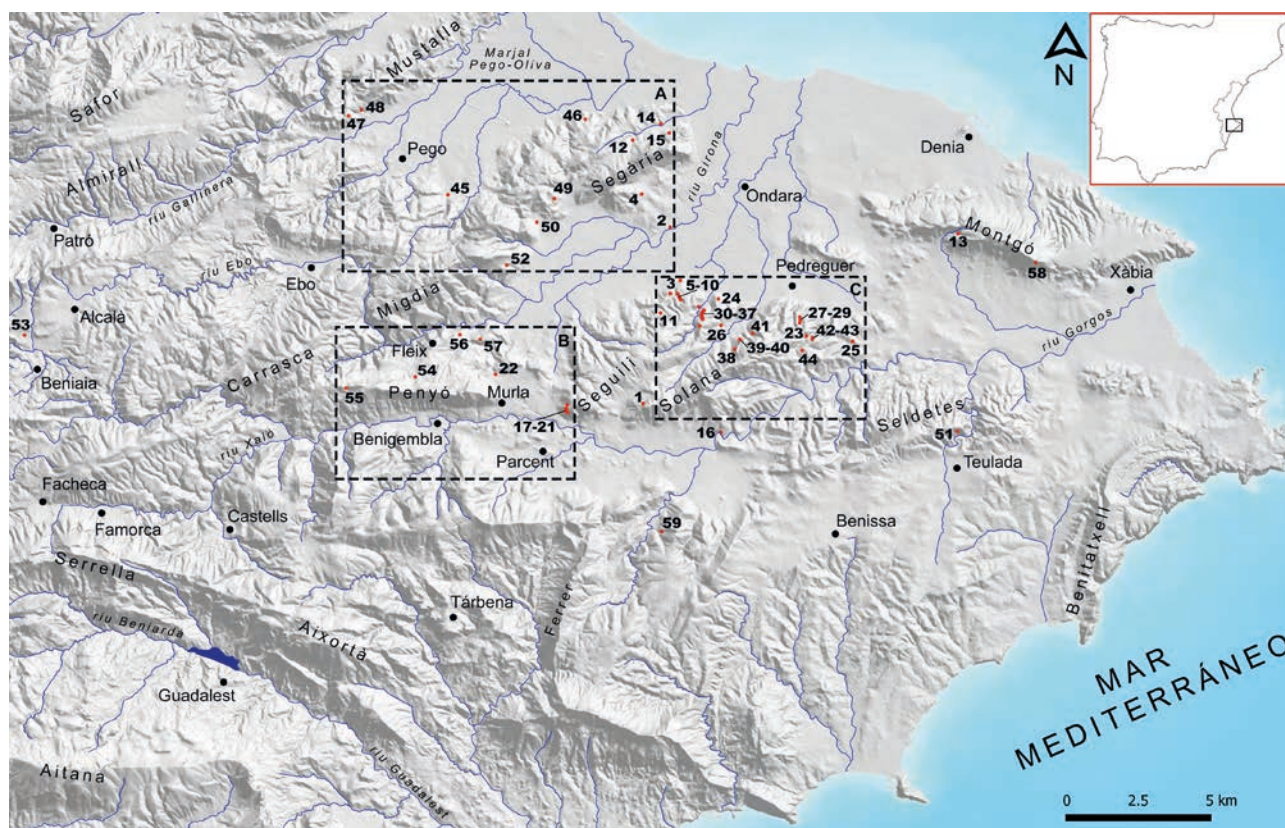 Mustalla
Marjal
Pego-Oliva
N
Safor
48
47
46
A
14
15
12
Denia
Pego
Segària
Almirall
riu Gallinera
riu Girona
Ondara
45
49
4
50
2
Montgó
13
Patró
riu Ebo
Ebo
52
58
Xàbia
Pedreguer
Migdia
3
5-10
C
24
27-29
riu Gorgos
Alcalà
11
30-37
53
26
41
23
42-43
56
57
B
39-40
25
Fleix
38
44
Beniaia
Carrasca
54
22
Seguili
Solana
Penyó
Murla
55
1
17-21
16
Seldetes
51
Benigembla
riu Xaló
Parcent
Teulada
Facheca
Famorca
Castells
59
Benissa
Benitatxell
Serrella
Ferrer
Tárbena
riu Beniarda
Aixortà
Guadalest
MAR
MEDITERRÁNEO
riu Guadalest
Aitana
0 2.5 5 km